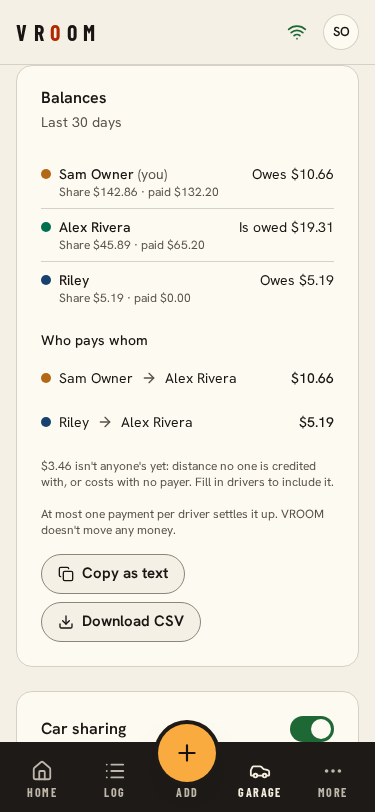 VROOM
SO
Balances
Last 30 days
Sam Owner (you) Owes $10.66
Share $142.86 · paid $132.20
Alex Rivera Is owed $19.31
Share $45.89 · paid $65.20
Riley Owes $5.19
Share $5.19 · paid $0.00
Who pays whom
Sam Owner → Alex Rivera $10.66
Riley → Alex Rivera $5.19
$3.46 isn't anyone's yet: distance no one is credited
with, or costs with no payer. Fill in drivers to include it.
At most one payment per driver settles it up. VROOM
doesn't move any money.
Copy as text
Download CSV
Car sharing
HOME LOG ADD GARAGE MORE